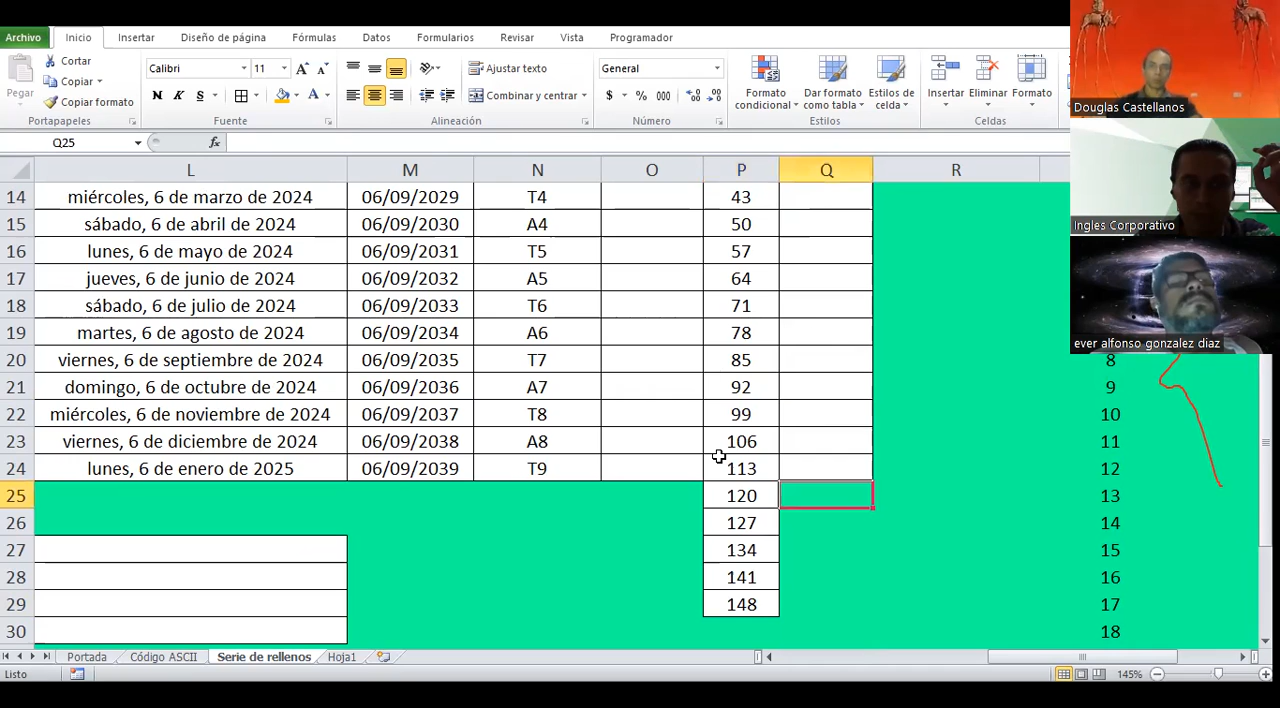 Archivo Inicio Insertar Diseño de página Fórmulas Datos Formularios Revisar Vista Programador
Pegar
Cortar
Copiar
Copiar formato
Portapapeles
Calibri 11
N K S
Fuente
Ajustar texto
Combinar y centrar
Alineación
General
$ % 000
Número
Formato condicional
Dar formato como tabla
Estilos de celda
Estilos
Insertar Eliminar Formato
Celdas
Douglas Castellanos
Ingles Corporativo
ever alfonso gonzalez diaz
Q25 fx
L M N O P Q R
14 miércoles, 6 de marzo de 2024 06/09/2029 T4 43
15 sábado, 6 de abril de 2024 06/09/2030 A4 50
16 lunes, 6 de mayo de 2024 06/09/2031 T5 57
17 jueves, 6 de junio de 2024 06/09/2032 A5 64
18 sábado, 6 de julio de 2024 06/09/2033 T6 71
19 martes, 6 de agosto de 2024 06/09/2034 A6 78
20 viernes, 6 de septiembre de 2024 06/09/2035 T7 85 8
21 domingo, 6 de octubre de 2024 06/09/2036 A7 92 9
22 miércoles, 6 de noviembre de 2024 06/09/2037 T8 99 10
23 viernes, 6 de diciembre de 2024 06/09/2038 A8 106 11
24 lunes, 6 de enero de 2025 06/09/2039 T9 113 12
25 120 13
26 127 14
27 134 15
28 141 16
29 148 17
30 18
Portada Código ASCII Serie de rellenos Hoja1
Listo 145%